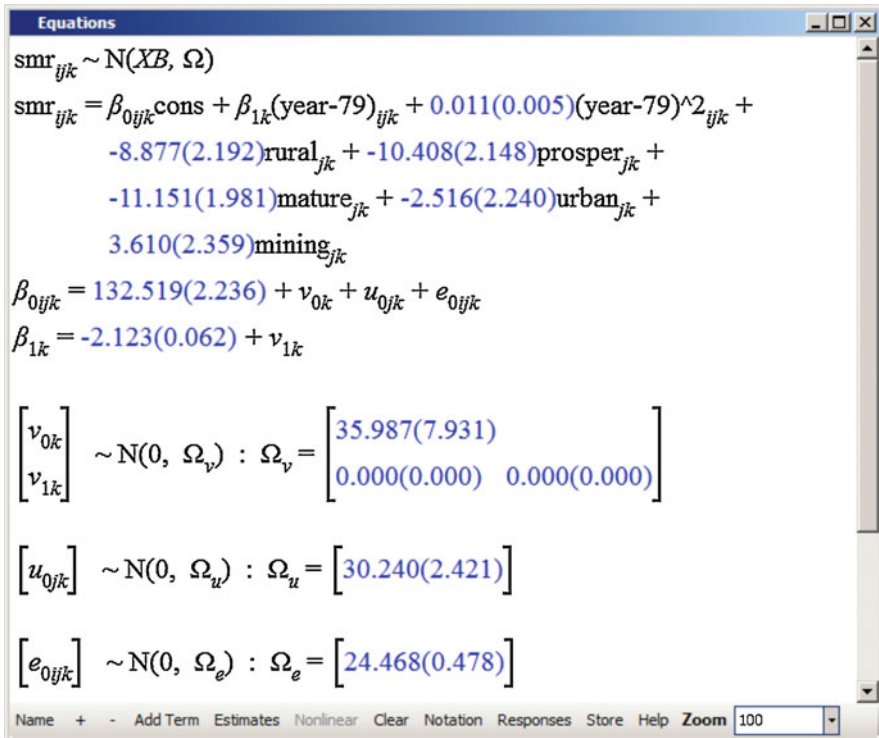 Equations
smr_ijk ~ N(XB, Ω)
smr_ijk = β_0ijk cons + β_1k (year-79)_ijk + 0.011(0.005)(year-79)^2_ijk +
-8.877(2.192)rural_jk + -10.408(2.148)prosper_jk +
-11.151(1.981)mature_jk + -2.516(2.240)urban_jk +
3.610(2.359)mining_jk
β_0ijk = 132.519(2.236) + v_0k + u_0jk + e_0ijk
β_1k = -2.123(0.062) + v_1k
[v_0k v_1k] ~ N(0, Ω_v) : Ω_v = [35.987(7.931)
0.000(0.000) 0.000(0.000)]
[u_0jk] ~ N(0, Ω_u) : Ω_u = [30.240(2.421)]
[e_0ijk] ~ N(0, Ω_e) : Ω_e = [24.468(0.478)]
Name + - Add Term Estimates Nonlinear Clear Notation Responses Store Help Zoom 100